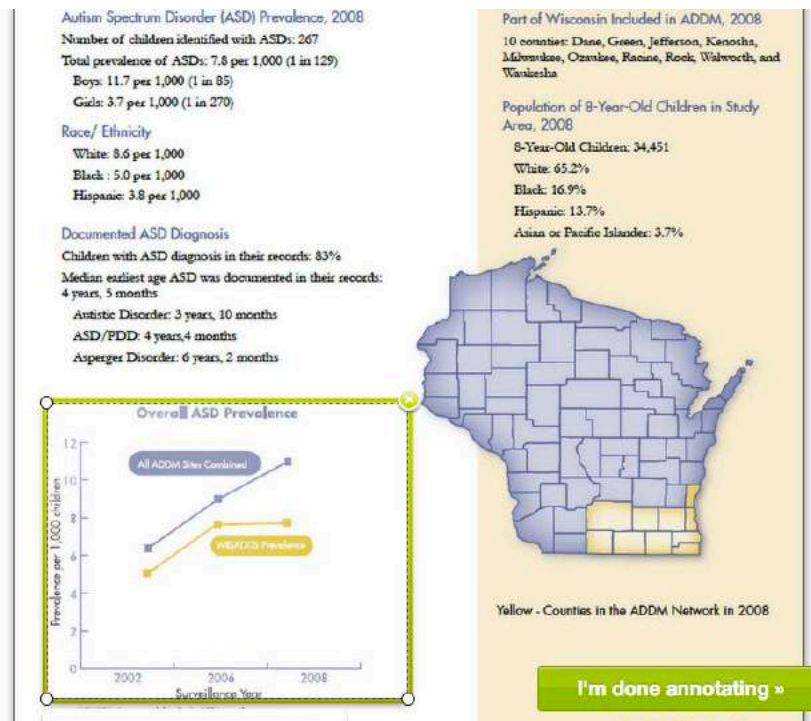 Autism Spectrum Disorder (ASD) Prevalence, 2008
Number of children identified with ASDs: 267
Total prevalence of ASDs: 7.8 per 1,000 (1 in 129)
Boys: 11.7 per 1,000 (1 in 85)
Girls: 3.7 per 1,000 (1 in 270)
Race/ Ethnicity
White: 8.6 per 1,000
Black : 5.0 per 1,000
Hispanic: 3.8 per 1,000
Documented ASD Diagnosis
Children with ASD diagnosis in their records: 83%
Median earliest age ASD was documented in their records:
4 years, 5 months
Autistic Disorder: 3 years, 10 months
ASD/PDD: 4 years,4 months
Asperger Disorder: 6 years, 2 months
Overall ASD Prevalence
Prevalence per 1,000 children
12
10
8
6
4
2
0
All ADDM Sites Combined
WISADDS Prevalence
2002 2006 2008
Surveillance Year
Part of Wisconsin Included in ADDM, 2008
10 counties: Dane, Green, Jefferson, Kenosha,
Milwaukee, Ozaukee, Racine, Rock, Walworth, and
Waukesha
Population of 8-Year-Old Children in Study
Area, 2008
8-Year-Old Children: 34,451
White: 65.2%
Black: 16.9%
Hispanic: 13.7%
Asian or Pacific Islander: 3.7%
Yellow - Counties in the ADDM Network in 2008
I'm done annotating »